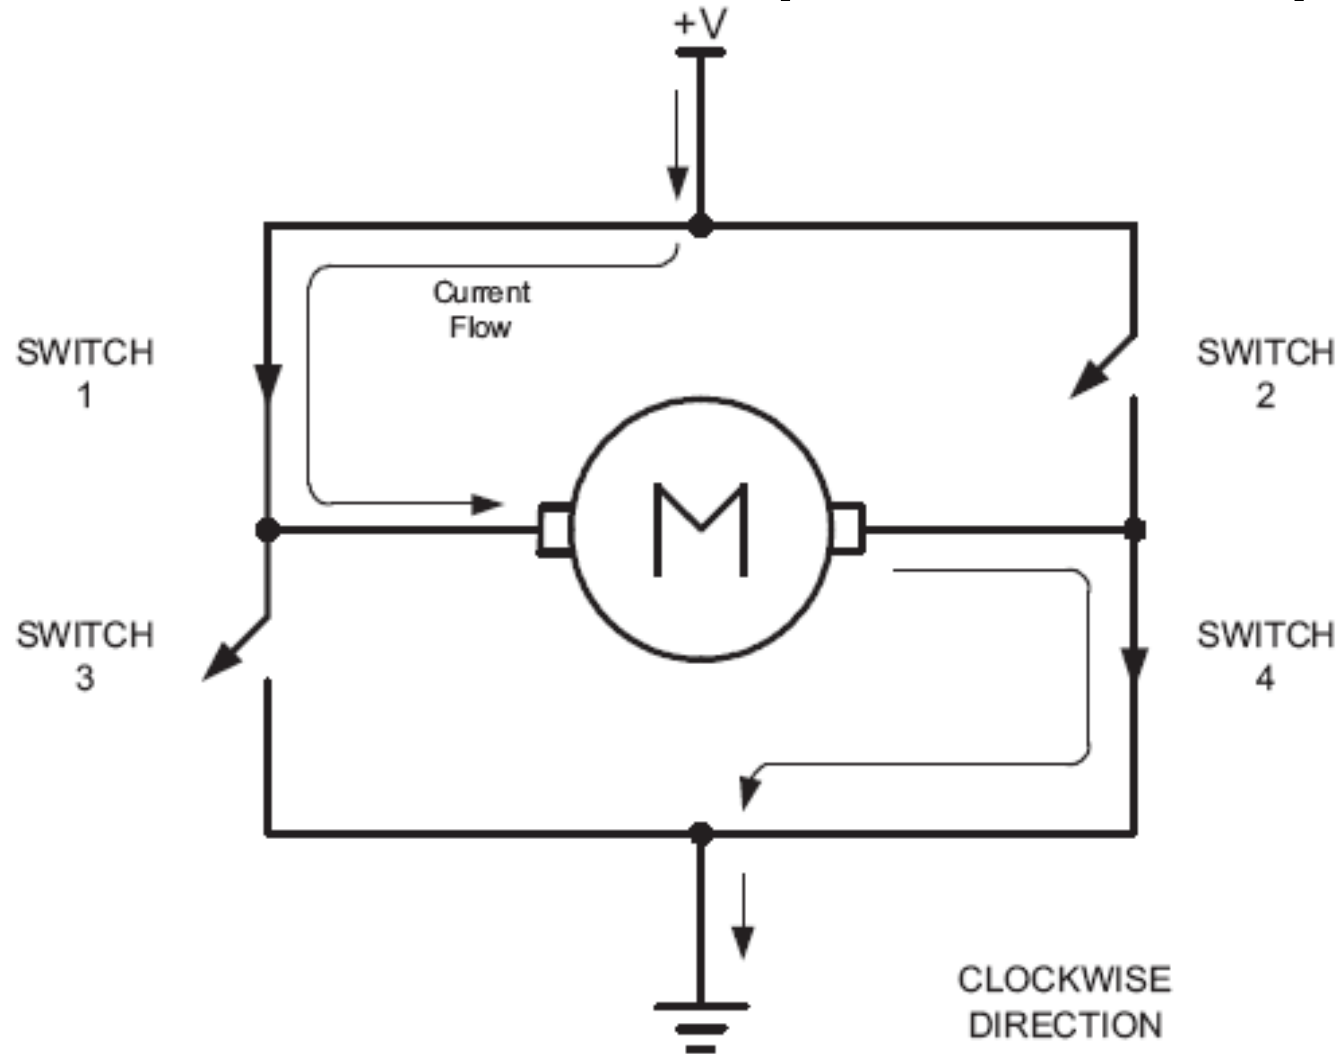 +V
Current
Flow
SWITCH
1
SWITCH
2
M
SWITCH
3
SWITCH
4
CLOCKWISE
DIRECTION